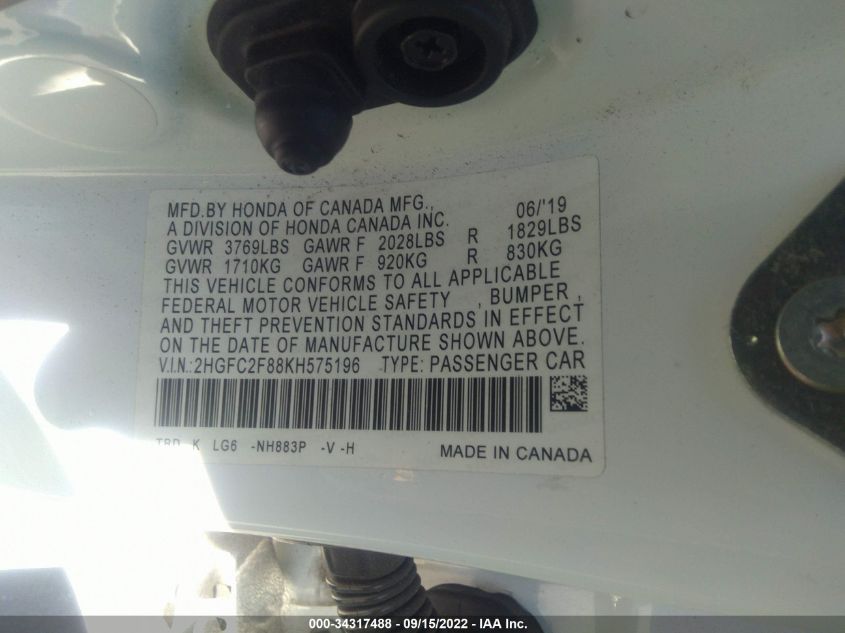 MFD.BY HONDA OF CANADA MFG., 06/'19
A DIVISION OF HONDA CANADA INC.
GVWR 3769LBS GAWR F 2028LBS R 1829LBS
GVWR 1710KG GAWR F 920KG R 830KG
THIS VEHICLE CONFORMS TO ALL APPLICABLE
FEDERAL MOTOR VEHICLE SAFETY , BUMPER ,
AND THEFT PREVENTION STANDARDS IN EFFECT
ON THE DATE OF MANUFACTURE SHOWN ABOVE.
V.I.N.:2HGFC2F88KH575196 TYPE: PASSENGER CAR
TBD K LG6 -NH883P -V -H MADE IN CANADA
000-34317488 - 09/15/2022 - IAA Inc.